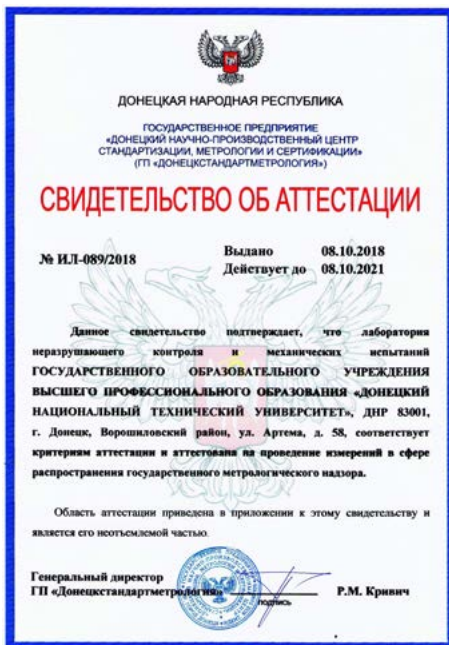 ДОНЕЦКАЯ НАРОДНАЯ РЕСПУБЛИКА
ГОСУДАРСТВЕННОЕ ПРЕДПРИЯТИЕ
«ДОНЕЦКИЙ НАУЧНО-ПРОИЗВОДСТВЕННЫЙ ЦЕНТР
СТАНДАРТИЗАЦИИ, МЕТРОЛОГИИ И СЕРТИФИКАЦИИ»
(ГП «ДОНЕЦКСТАНДАРТМЕТРОЛОГИЯ»)
СВИДЕТЕЛЬСТВО ОБ АТТЕСТАЦИИ
№ ИЛ-089/2018
Выдано 08.10.2018
Действует до 08.10.2021
Данное свидетельство подтверждает, что лаборатория
неразрушающего контроля и механических испытаний
ГОСУДАРСТВЕННОГО ОБРАЗОВАТЕЛЬНОГО УЧРЕЖДЕНИЯ
ВЫСШЕГО ПРОФЕССИОНАЛЬНОГО ОБРАЗОВАНИЯ «ДОНЕЦКИЙ
НАЦИОНАЛЬНЫЙ ТЕХНИЧЕСКИЙ УНИВЕРСИТЕТ», ДНР 83001,
г. Донецк, Ворошиловский район, ул. Артема, д. 58, соответствует
критериям аттестации и аттестована на проведение измерений в сфере
распространения государственного метрологического надзора.
Область аттестации приведена в приложении к этому свидетельству и
является его неотъемлемой частью.
Генеральный директор
ГП «Донецкстандартметрология»
подпись
Р.М. Кривич